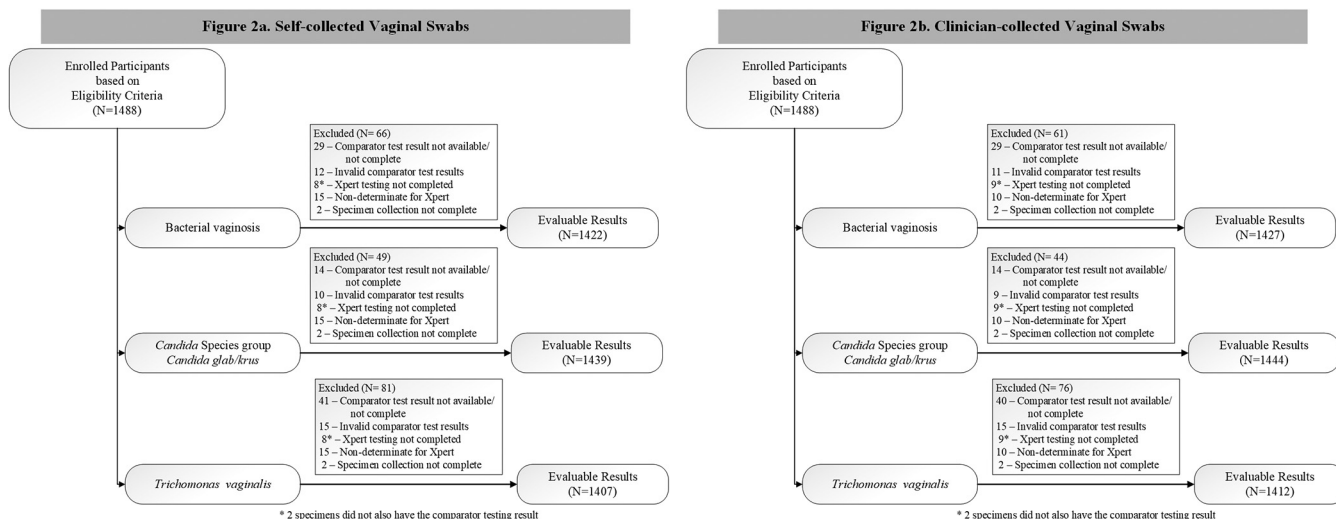 Figure 2a. Self-collected Vaginal Swabs
Enrolled Participants
based on
Eligibility Criteria
(N=1488)
Excluded (N= 66)
29 – Comparator test result not available/
not complete
12 – Invalid comparator test results
8* – Xpert testing not completed
15 – Non-determinate for Xpert
2 – Specimen collection not complete
Bacterial vaginosis
Evaluable Results
(N=1422)
Excluded (N= 49)
14 – Comparator test result not available/
not complete
10 – Invalid comparator test results
8* – Xpert testing not completed
15 – Non-determinate for Xpert
2 – Specimen collection not complete
Candida Species group
Candida glab/krus
Evaluable Results
(N=1439)
Excluded (N= 81)
41 – Comparator test result not available/
not complete
15 – Invalid comparator test results
8* – Xpert testing not completed
15 – Non-determinate for Xpert
2 – Specimen collection not complete
Trichomonas vaginalis
Evaluable Results
(N=1407)
* 2 specimens did not also have the comparator testing result
Figure 2b. Clinician-collected Vaginal Swabs
Enrolled Participants
based on
Eligibility Criteria
(N=1488)
Excluded (N= 61)
29 – Comparator test result not available/
not complete
11 – Invalid comparator test results
9* – Xpert testing not completed
10 – Non-determinate for Xpert
2 – Specimen collection not complete
Bacterial vaginosis
Evaluable Results
(N=1427)
Excluded (N= 44)
14 – Comparator test result not available/
not complete
9 – Invalid comparator test results
9* – Xpert testing not completed
10 – Non-determinate for Xpert
2 – Specimen collection not complete
Candida Species group
Candida glab/krus
Evaluable Results
(N=1444)
Excluded (N= 76)
40 – Comparator test result not available/
not complete
15 – Invalid comparator test results
9* – Xpert testing not completed
10 – Non-determinate for Xpert
2 – Specimen collection not complete
Trichomonas vaginalis
Evaluable Results
(N=1412)
* 2 specimens did not also have the comparator testing result